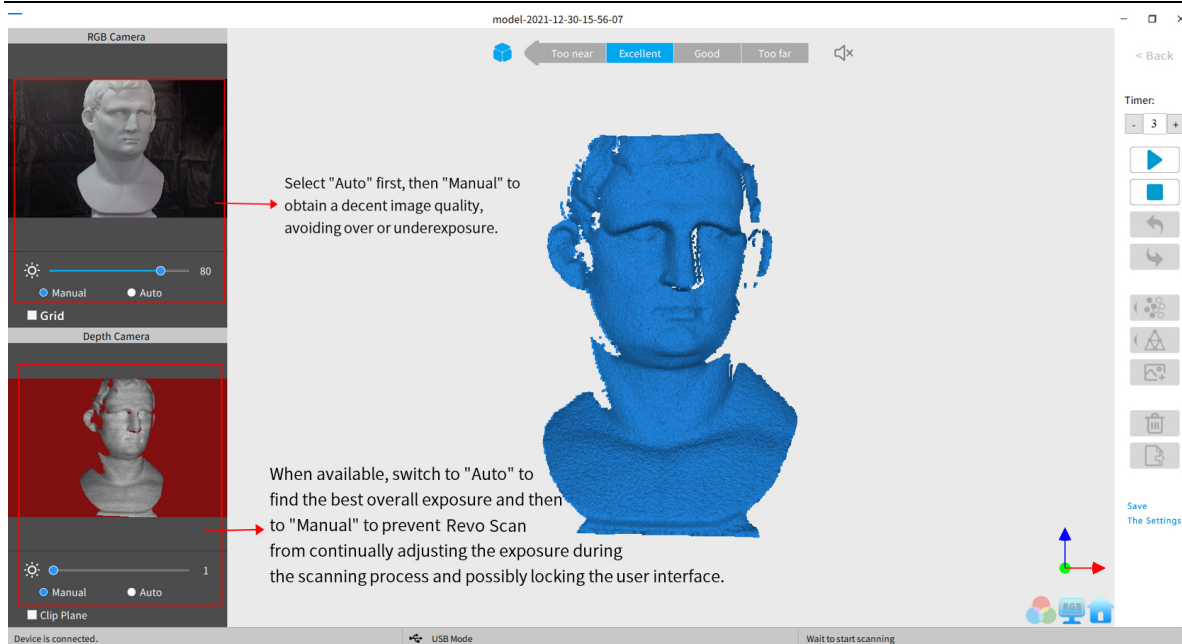 model-2021-12-30-15-56-07
RGB Camera
Too near
Excellent
Good
Too far
< Back
Timer:
- 3 +
Select "Auto" first, then "Manual" to
obtain a decent image quality,
avoiding over or underexposure.
80
Manual
Auto
Grid
Depth Camera
When available, switch to "Auto" to
find the best overall exposure and then
to "Manual" to prevent Revo Scan
from continually adjusting the exposure during
the scanning process and possibly locking the user interface.
1
Manual
Auto
Clip Plane
Save
The Settings
RGB
Device is connected.
USB Mode
Wait to start scanning